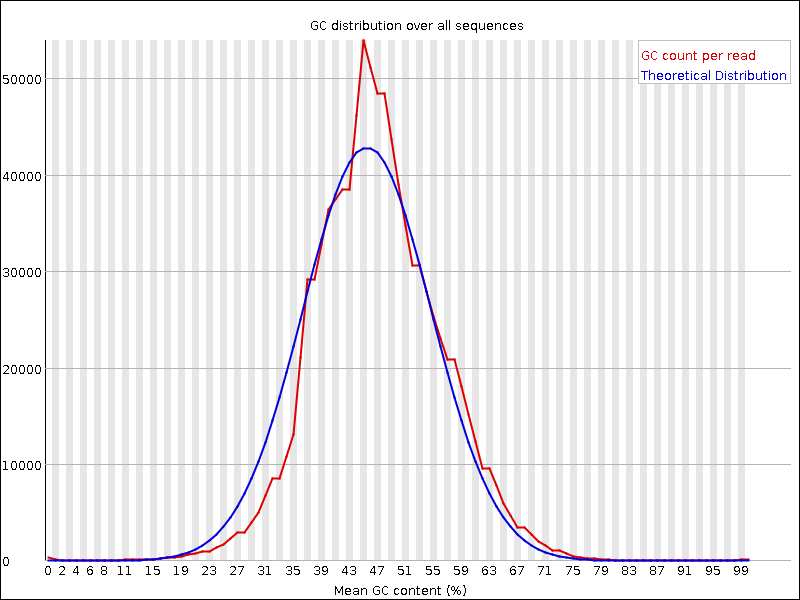 GC distribution over all sequences
GC count per read
Theoretical Distribution
50000
40000
30000
20000
10000
0
0 2 4 6 8 11 15 19 23 27 31 35 39 43 47 51 55 59 63 67 71 75 79 83 87 91 95 99
Mean GC content (%)